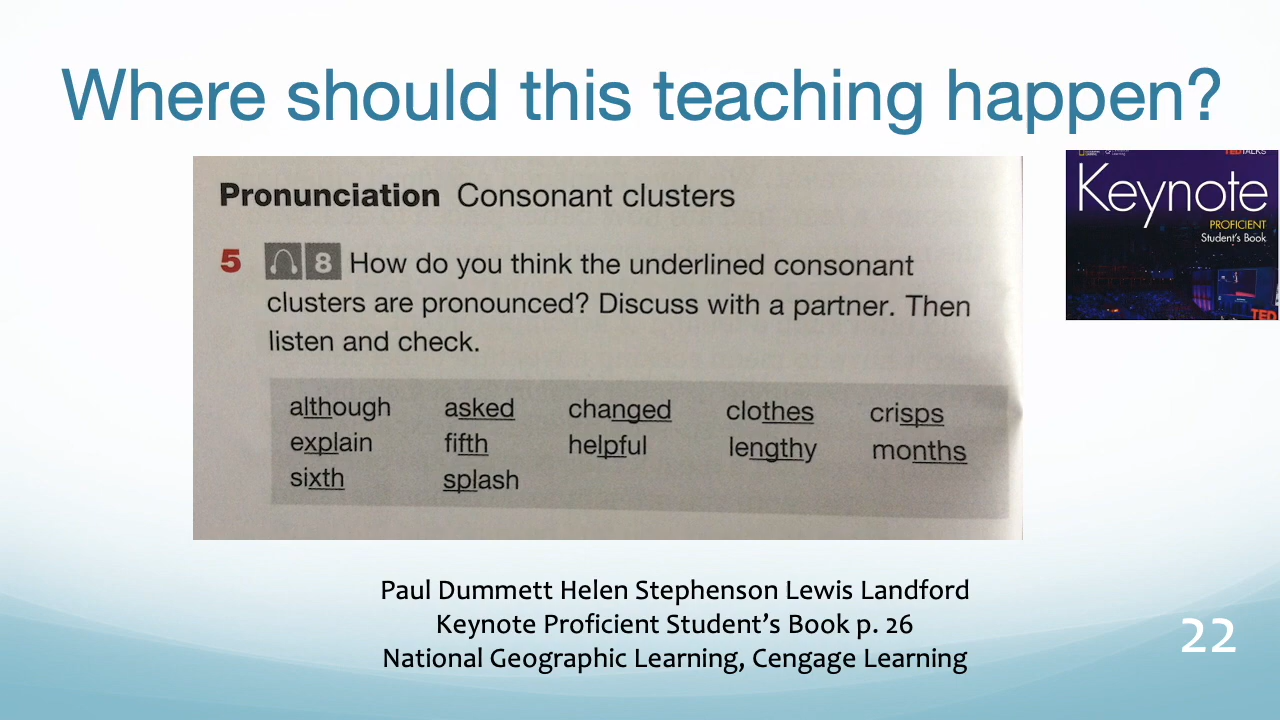 Where should this teaching happen?
Pronunciation Consonant clusters
5 8 How do you think the underlined consonant
clusters are pronounced? Discuss with a partner. Then
listen and check.
although asked changed clothes crisps
explain fifth helpful lengthy months
sixth splash
TEDTALKS
Keynote
PROFICIENT
Student's Book
TED
Paul Dummett Helen Stephenson Lewis Landford
Keynote Proficient Student’s Book p. 26
National Geographic Learning, Cengage Learning
22